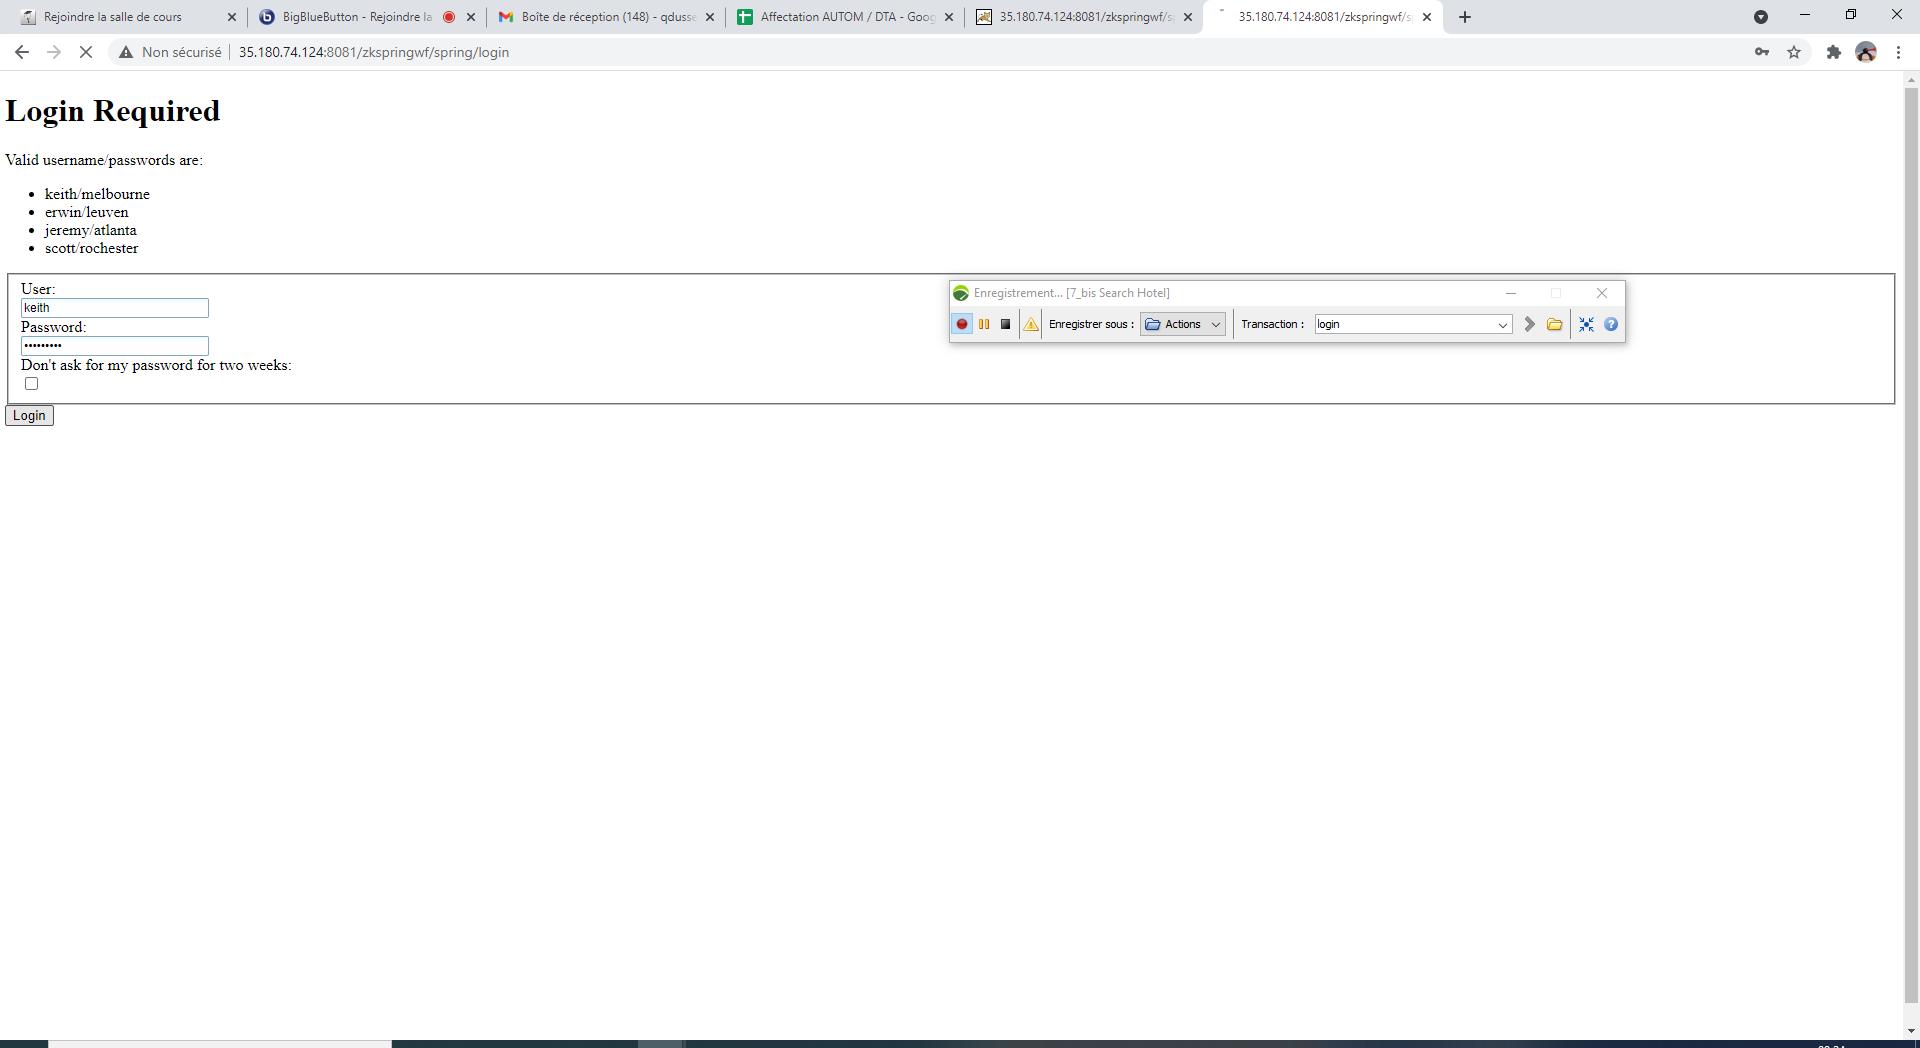 Rejoindre la salle de cours
BigBlueButton - Rejoindre la
Boîte de réception (148) - qdusse
Affectation AUTOM / DTA - Goog
35.180.74.124:8081/zkspringwf/s
35.180.74.124:8081/zkspringwf/s
Non sécurisé
35.180.74.124:8081/zkspringwf/spring/login
Login Required
Valid username/passwords are:
keith/melbourne
erwin/leuven
jeremy/atlanta
scott/rochester
User:
keith
Password:
•••••••••
Don't ask for my password for two weeks:
Login
Enregistrement... [7_bis Search Hotel]
Enregistrer sous :
Actions
Transaction :
login